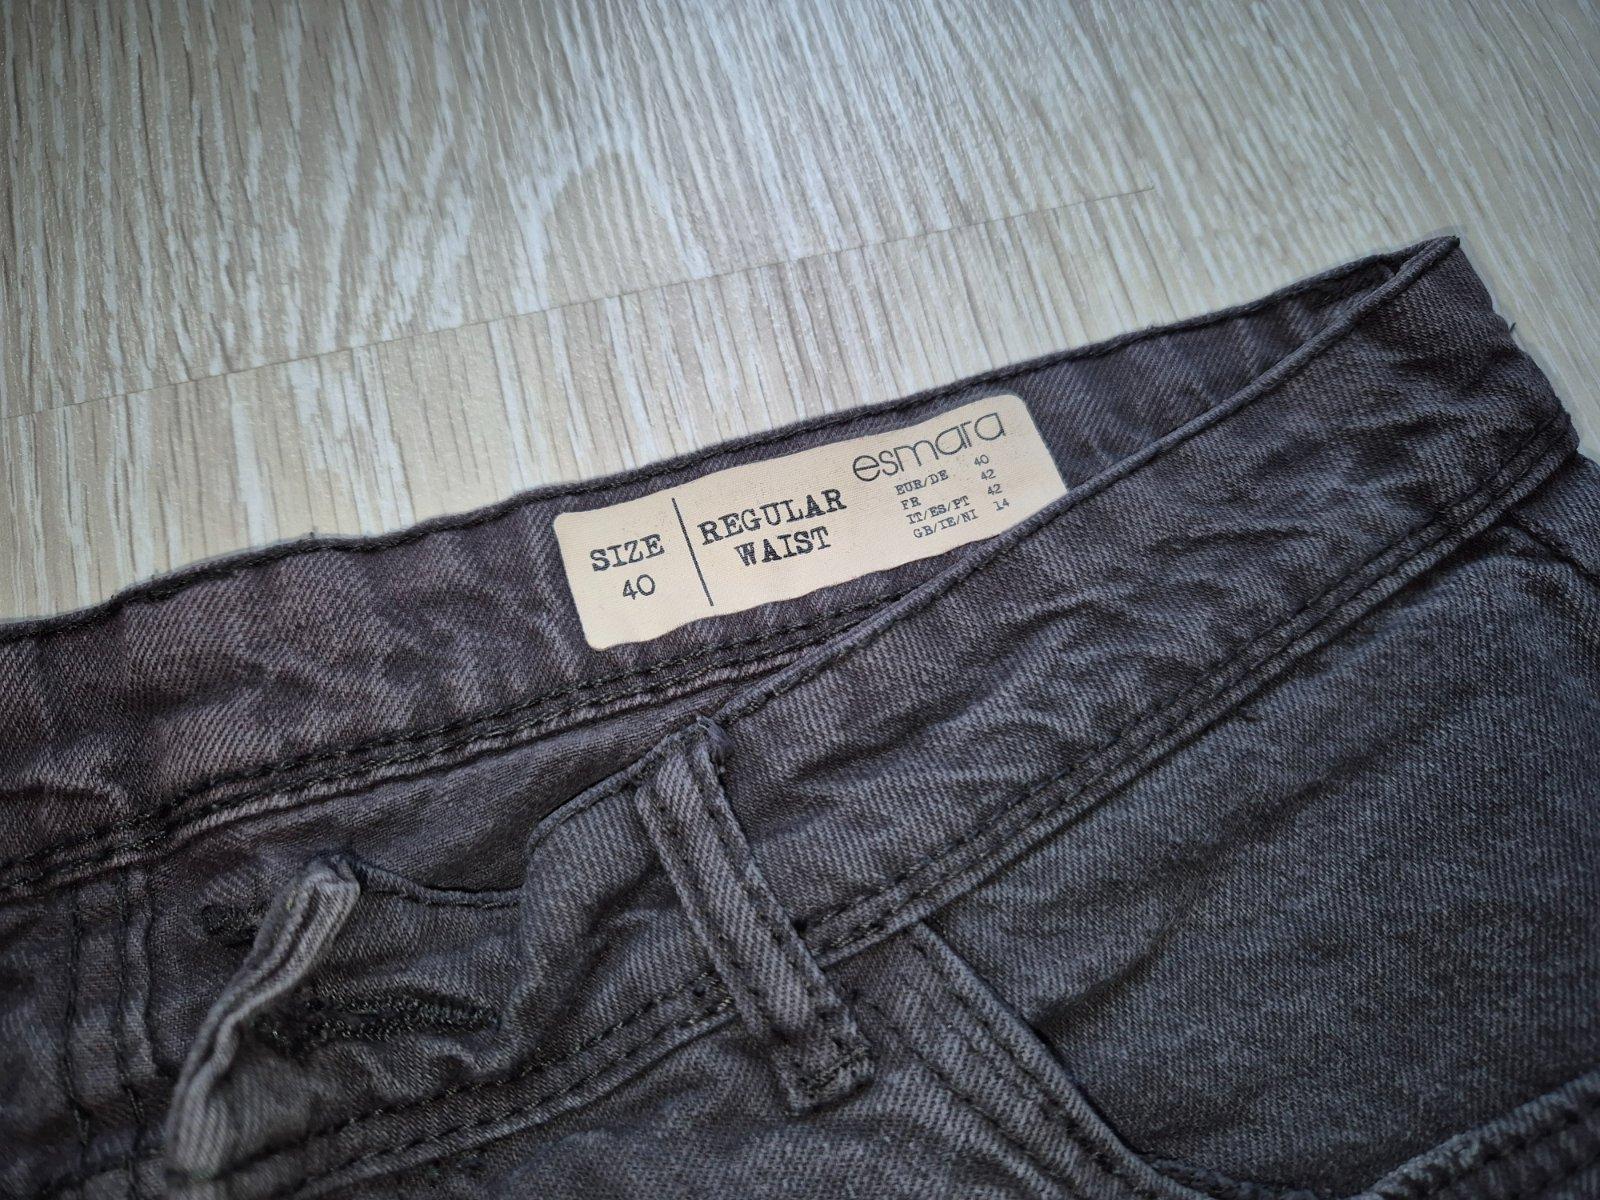 SIZE
40
REGULAR
WAIST
esmara
EUR/DE 40
FR 42
IT/ES/PT 42
GB/IE/NI 14